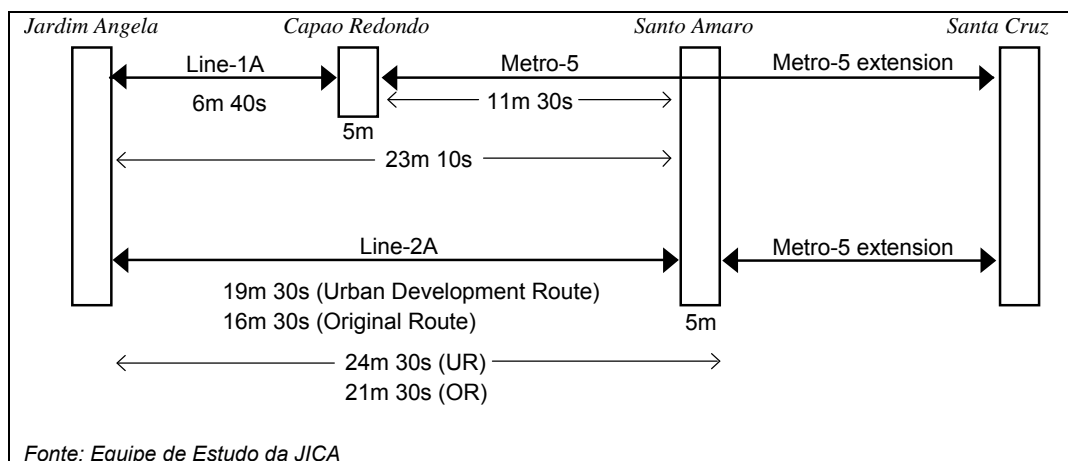 Jardim Angela Capao Redondo Santo Amaro Santa Cruz
Line-1A Metro-5 Metro-5 extension
6m 40s 11m 30s
5m
23m 10s
Line-2A Metro-5 extension
19m 30s (Urban Development Route)
16m 30s (Original Route) 5m
24m 30s (UR)
21m 30s (OR)
Fonte: Equipe de Estudo da JICA